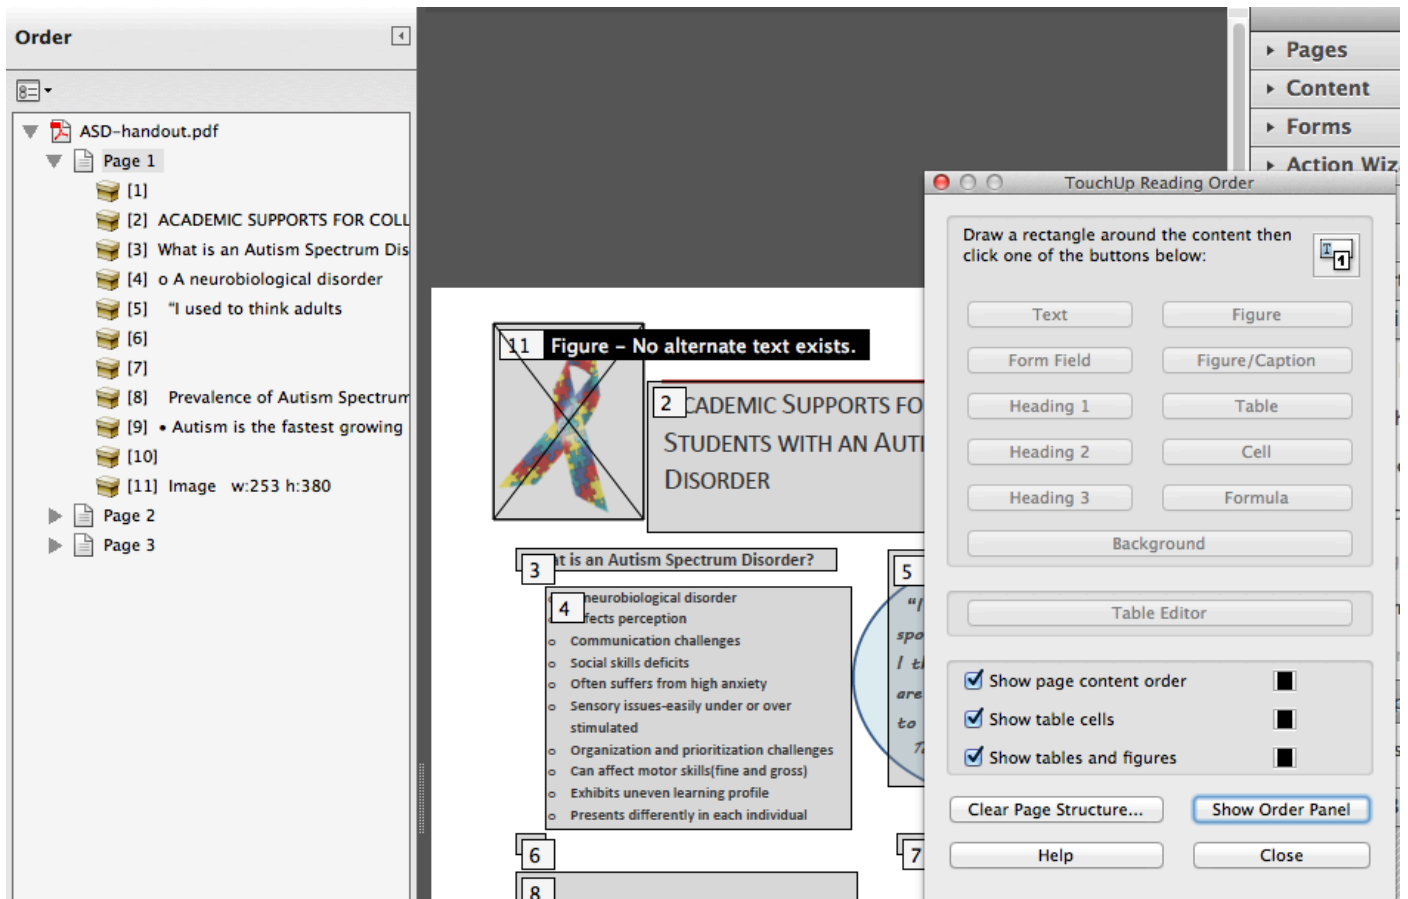 Order
ASD-handout.pdf
Page 1
[1]
[2] ACADEMIC SUPPORTS FOR COLL
[3] What is an Autism Spectrum Dis
[4] o A neurobiological disorder
[5] “I used to think adults
[6]
[7]
[8] Prevalence of Autism Spectrum
[9] • Autism is the fastest growing
[10]
[11] Image w:253 h:380
Page 2
Page 3
11 Figure – No alternate text exists.
2 CADEMIC SUPPORTS FO
STUDENTS WITH AN AUTI
DISORDER
3 at is an Autism Spectrum Disorder?
4 neurobiological disorder
fects perception
o Communication challenges
o Social skills deficits
o Often suffers from high anxiety
o Sensory issues-easily under or over
stimulated
o Organization and prioritization challenges
o Can affect motor skills(fine and gross)
o Exhibits uneven learning profile
o Presents differently in each individual
5
“I
spo
I th
are
to
6
7
8
Pages
Content
Forms
Action Wiz
TouchUp Reading Order
Draw a rectangle around the content then
click one of the buttons below:
Text Figure
Form Field Figure/Caption
Heading 1 Table
Heading 2 Cell
Heading 3 Formula
Background
Table Editor
Show page content order
Show table cells
Show tables and figures
Clear Page Structure... Show Order Panel
Help Close